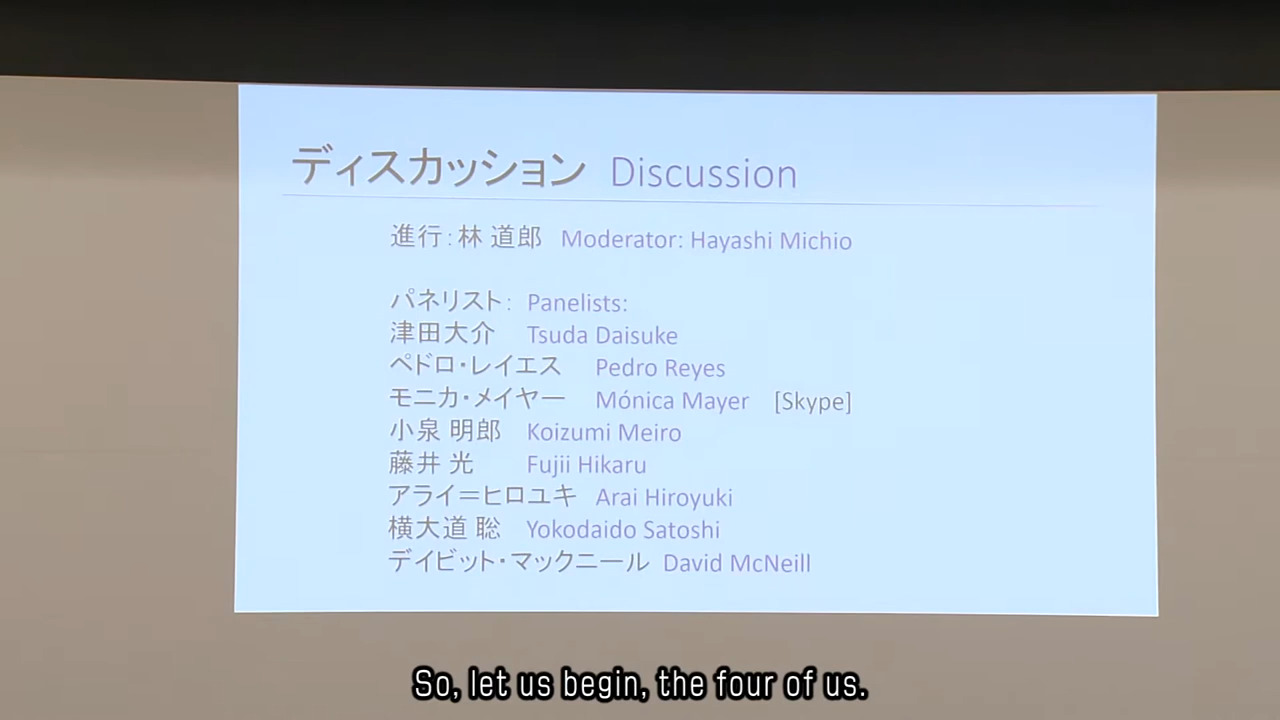 ディスカッション Discussion
進行：林 道郎 Moderator: Hayashi Michio
パネリスト： Panelists:
津田大介 Tsuda Daisuke
ペドロ・レイエス Pedro Reyes
モニカ・メイヤー Mónica Mayer [Skype]
小泉 明郎 Koizumi Meiro
藤井 光 Fujii Hikaru
アライ＝ヒロユキ Arai Hiroyuki
横大道 聡 Yokodaido Satoshi
デイビット・マックニール David McNeill
So, let us begin, the four of us.